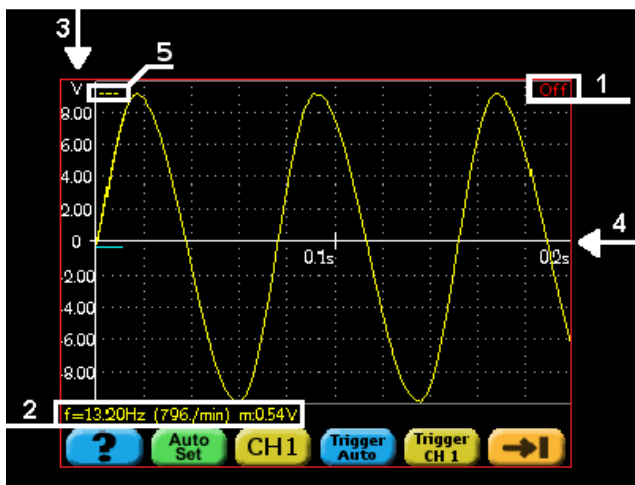 3
5
V
---
Off
1
8.00
6.00
4.00
2.00
0
0.1s
0.2s
4
-2.00
-4.00
-6.00
-8.00
2
f=13.20Hz (796./min) m:0.54V
?
Auto
Set
CH1
Trigger
Auto
Trigger
CH 1